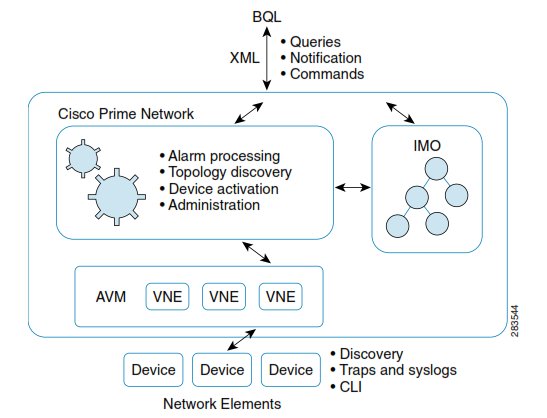 BQL
XML
• Queries
• Notification
• Commands
Cisco Prime Network
• Alarm processing
• Topology discovery
• Device activation
• Administration
IMO
AVM VNE VNE VNE
283544
Device Device Device
• Discovery
• Traps and syslogs
• CLI
Network Elements